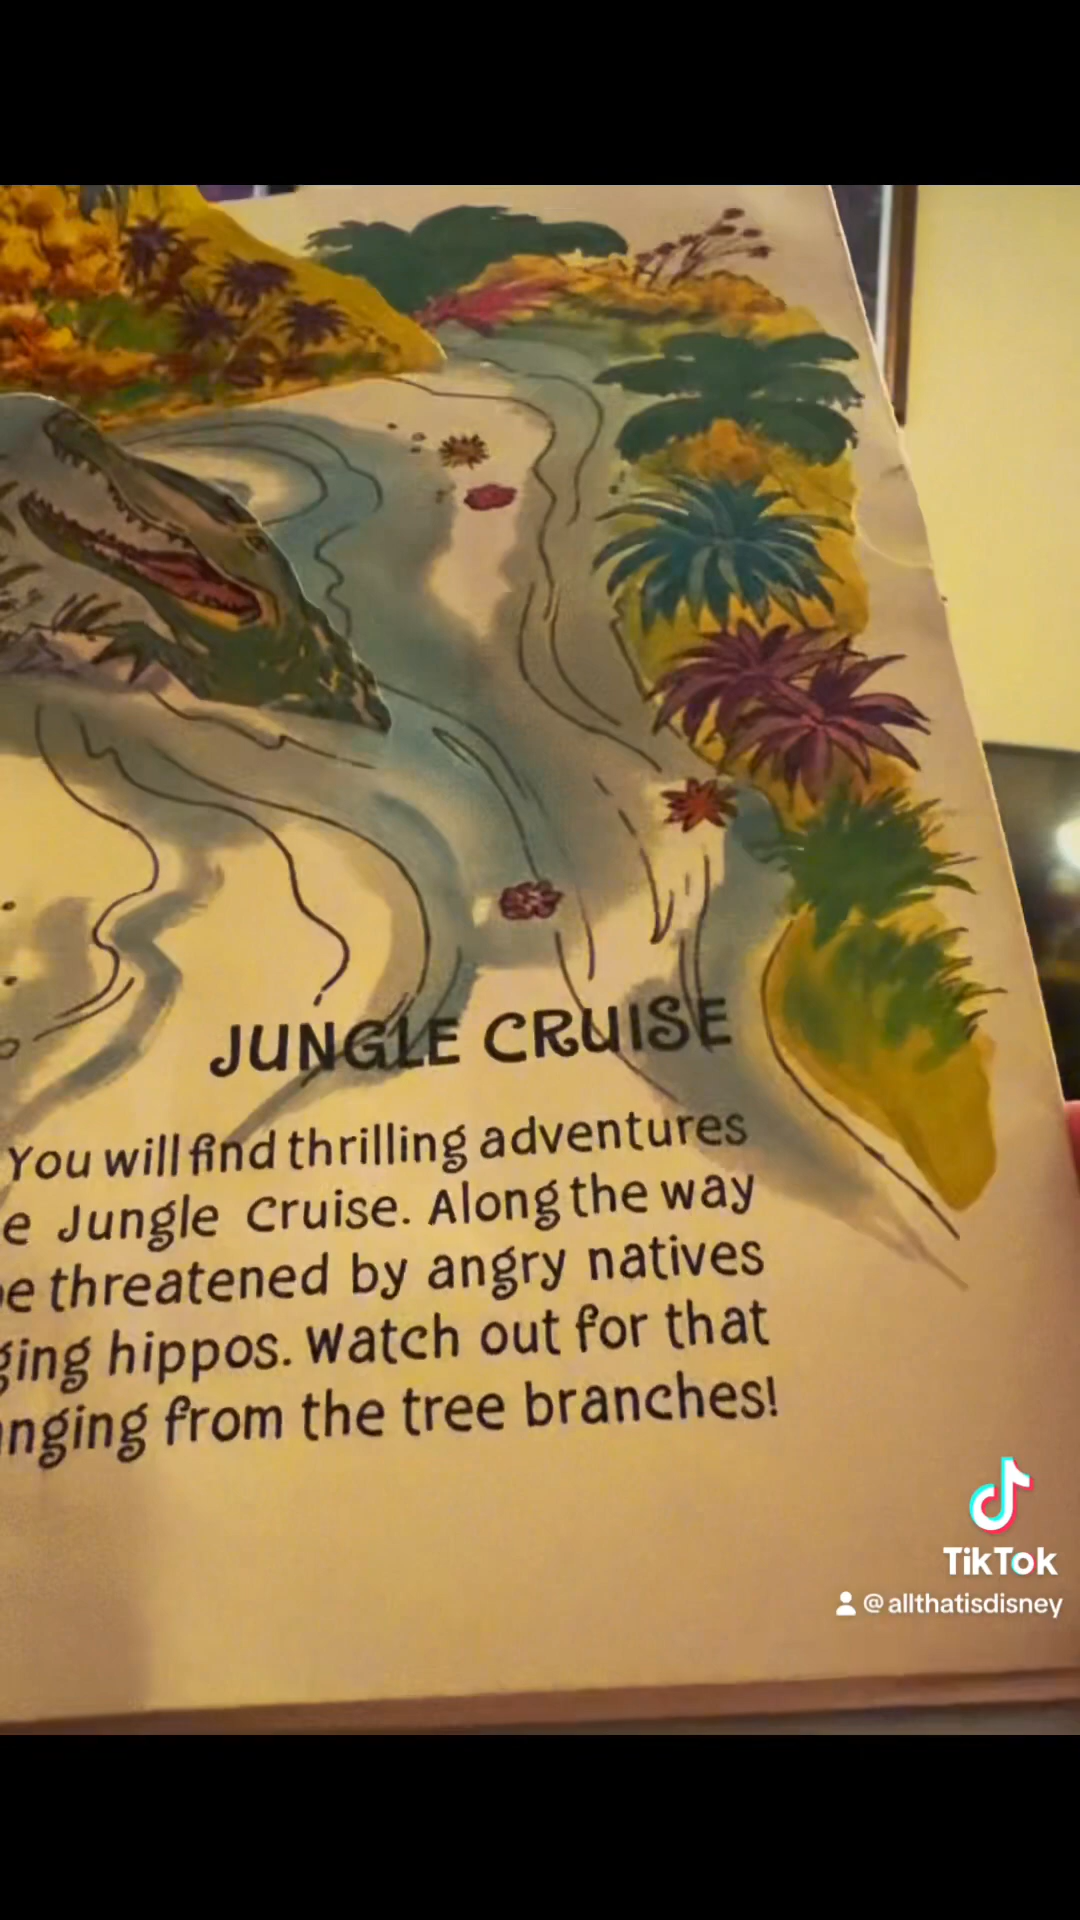 JUNGLE CRUISE
You will find thrilling adventures
e Jungle Cruise. Along the way
e threatened by angry natives
ging hippos. Watch out for that
nging from the tree branches!
TikTok
@allthatisdisney